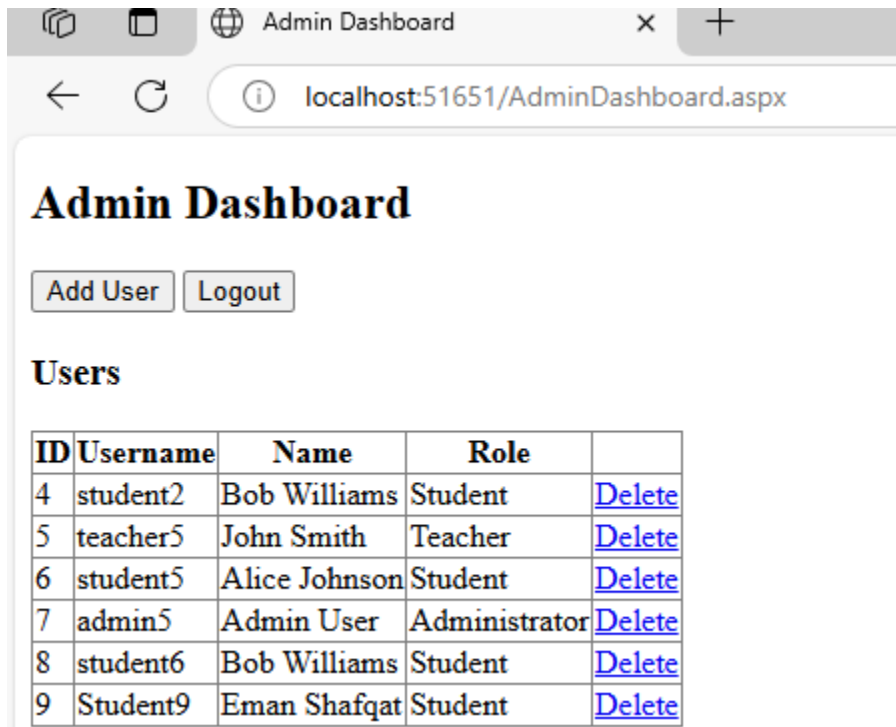 Admin Dashboard
localhost:51651/AdminDashboard.aspx
Admin Dashboard
Add User Logout
Users
ID Username Name Role
4 student2 Bob Williams Student Delete
5 teacher5 John Smith Teacher Delete
6 student5 Alice Johnson Student Delete
7 admin5 Admin User Administrator Delete
8 student6 Bob Williams Student Delete
9 Student9 Eman Shafqat Student Delete